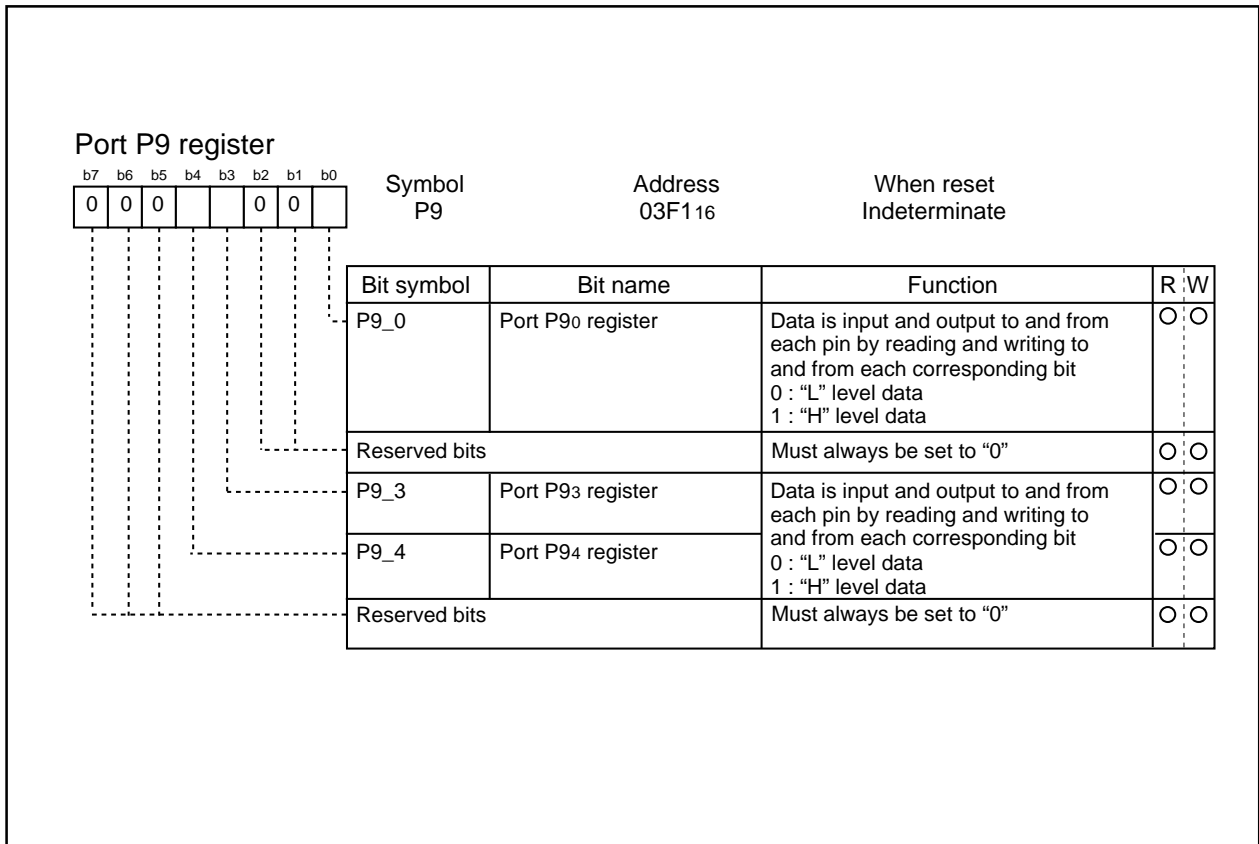 Port P9 register
b7 b6 b5 b4 b3 b2 b1 b0
0 0 0 0 0
Symbol Address When reset
P9 03F116 Indeterminate
Bit symbol Bit name Function R W
P9_0 Port P90 register Data is input and output to and from
each pin by reading and writing to
and from each corresponding bit
0 : “L” level data
1 : “H” level data
Reserved bits Must always be set to “0”
P9_3 Port P93 register Data is input and output to and from
each pin by reading and writing to
and from each corresponding bit
P9_4 Port P94 register
0 : “L” level data
1 : “H” level data
Reserved bits Must always be set to “0”